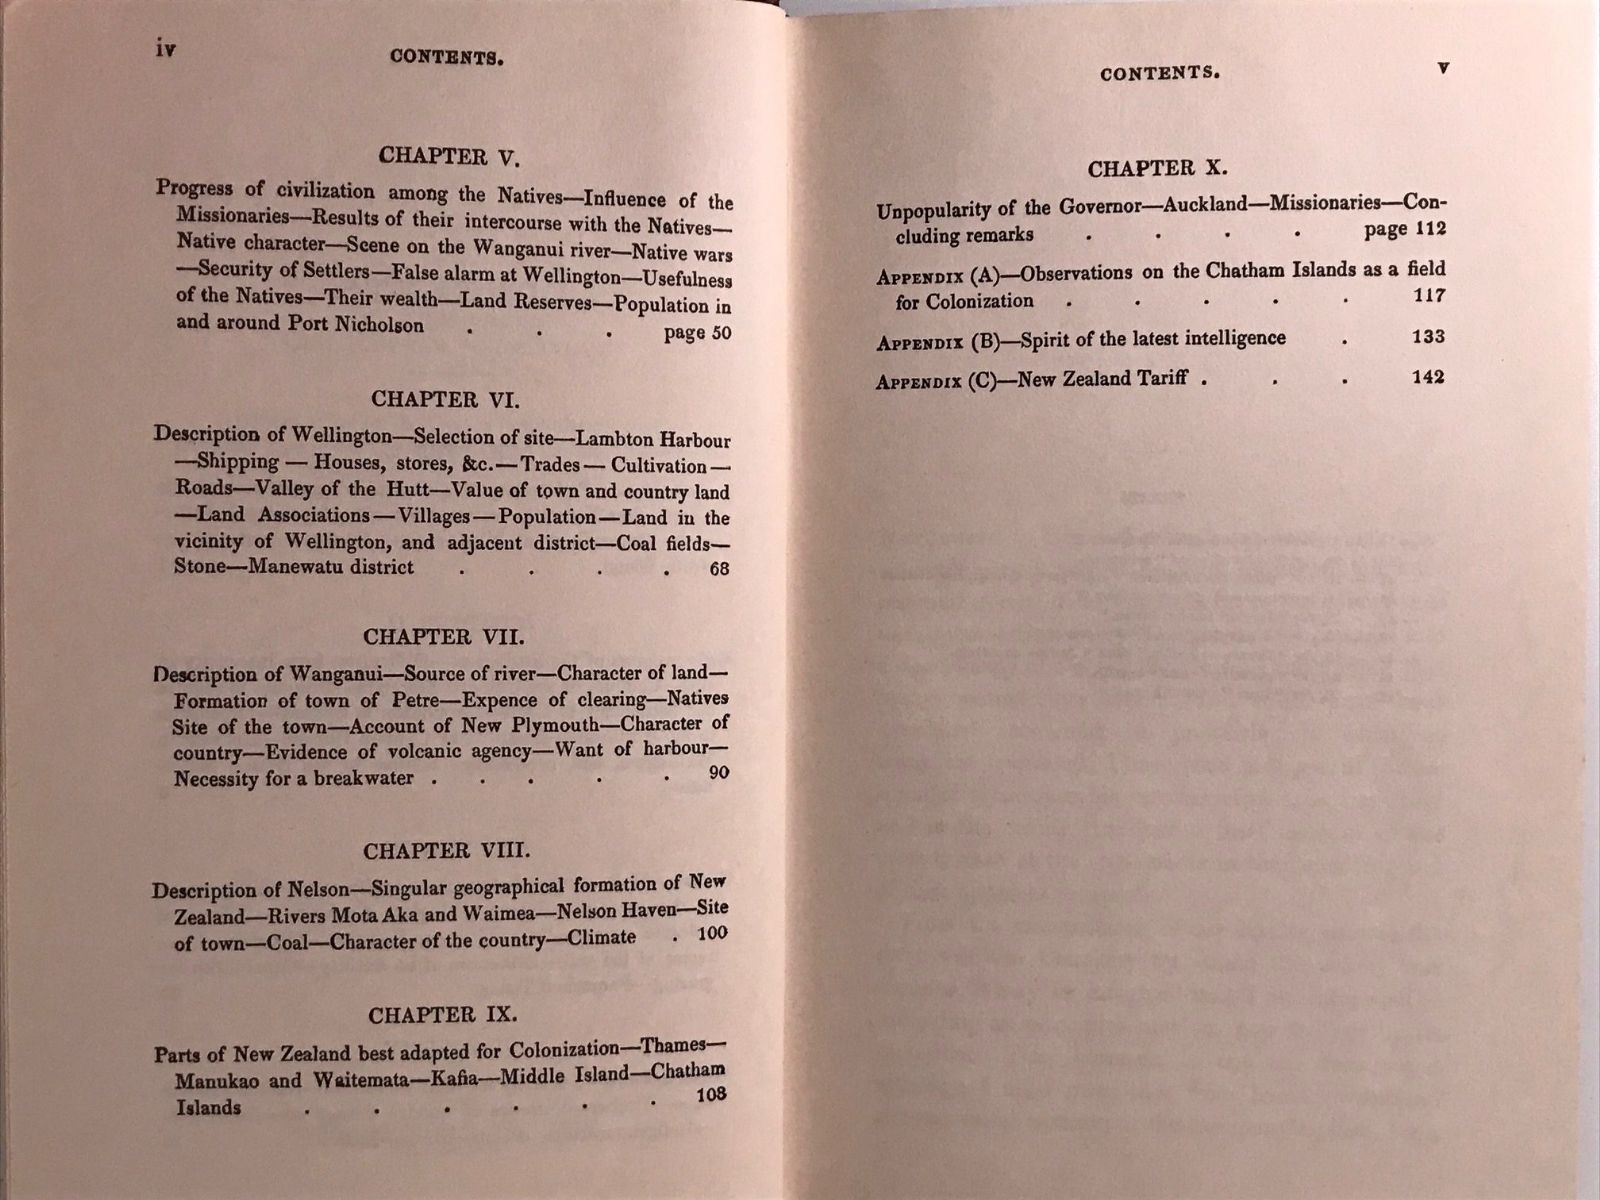 iv
CONTENTS.
CHAPTER V.
Progress of civilization among the Natives—Influence of the
Missionaries—Results of their intercourse with the Natives—
Native character—Scene on the Wanganui river—Native wars
—Security of Settlers—False alarm at Wellington—Usefulness
of the Natives—Their wealth—Land Reserves—Population in
and around Port Nicholson . . . page 50
CHAPTER VI.
Description of Wellington—Selection of site—Lambton Harbour
—Shipping — Houses, stores, &c.—Trades— Cultivation—
Roads—Valley of the Hutt—Value of town and country land
—Land Associations—Villages—Population—Land in the
vicinity of Wellington, and adjacent district—Coal fields—
Stone—Manewatu district . . . . 68
CHAPTER VII.
Description of Wanganui—Source of river—Character of land—
Formation of town of Petre—Expence of clearing—Natives
Site of the town—Account of New Plymouth—Character of
country—Evidence of volcanic agency—Want of harbour—
Necessity for a breakwater . . . . . 90
CHAPTER VIII.
Description of Nelson—Singular geographical formation of New
Zealand—Rivers Mota Aka and Waimea—Nelson Haven—Site
of town—Coal—Character of the country—Climate . 100
CHAPTER IX.
Parts of New Zealand best adapted for Colonization—Thames—
Manukao and Waitemata—Kafia—Middle Island—Chatham
Islands . . . . . . 108
CONTENTS.
v
CHAPTER X.
Unpopularity of the Governor—Auckland—Missionaries—Con-
cluding remarks . . . . page 112
APPENDIX (A)—Observations on the Chatham Islands as a field
for Colonization . . . . . 117
APPENDIX (B)—Spirit of the latest intelligence . 133
APPENDIX (C)—New Zealand Tariff . . . 142